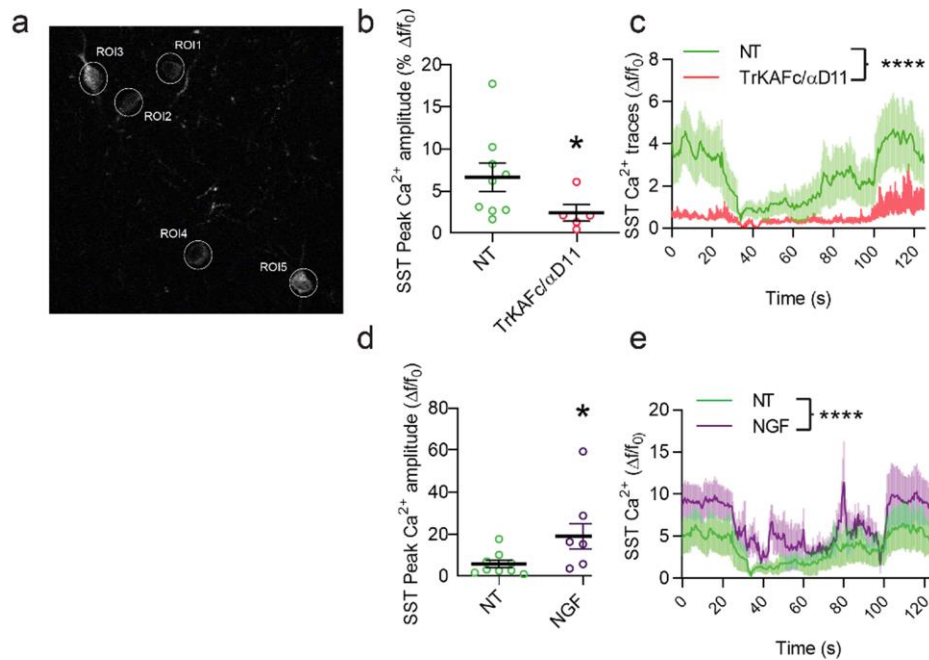 a
ROI3
ROI1
ROI2
ROI4
ROI5
b
SST Peak Ca²⁺ amplitude (% Δf/f₀)
20
15
10
5
0
*
NT
TrKAFc/αD11
c
SST Ca²⁺ traces (Δf/f₀)
NT
TrKAFc/αD11
****
8
6
4
2
0
0 20 40 60 80 100 120
Time (s)
d
SST Peak Ca²⁺ amplitude (Δf/f₀)
80
60
40
20
0
*
NT
NGF
e
SST Ca²⁺ (Δf/f₀)
NT
NGF
****
20
15
10
5
0
0 20 40 60 80 100 120
Time (s)